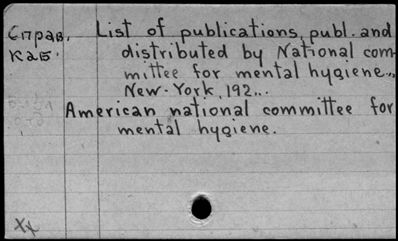 Справ. List of publications, publ. and
каб. distributed by National com-
mittee for mental hygiene..,
New-York, 192...
American national committee for
mental hygiene.
Xx